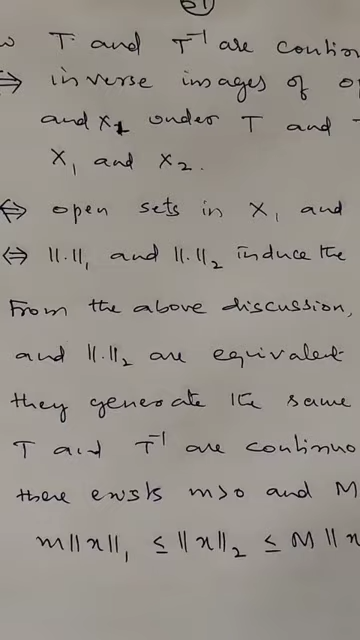 T and T⁻¹ are contin
⇒ inverse images of op
and X₂ under T and T
X₁ and X₂.
⇔ open sets in X₁ and
⇔ ||.||₁ and ||.||₂ induce the
From the above discussion,
and ||.||₂ are equivalent
they generate the same
T and T⁻¹ are continuo
there exists m>0 and M
m||x||₁ ≤ ||x||₂ ≤ M ||x